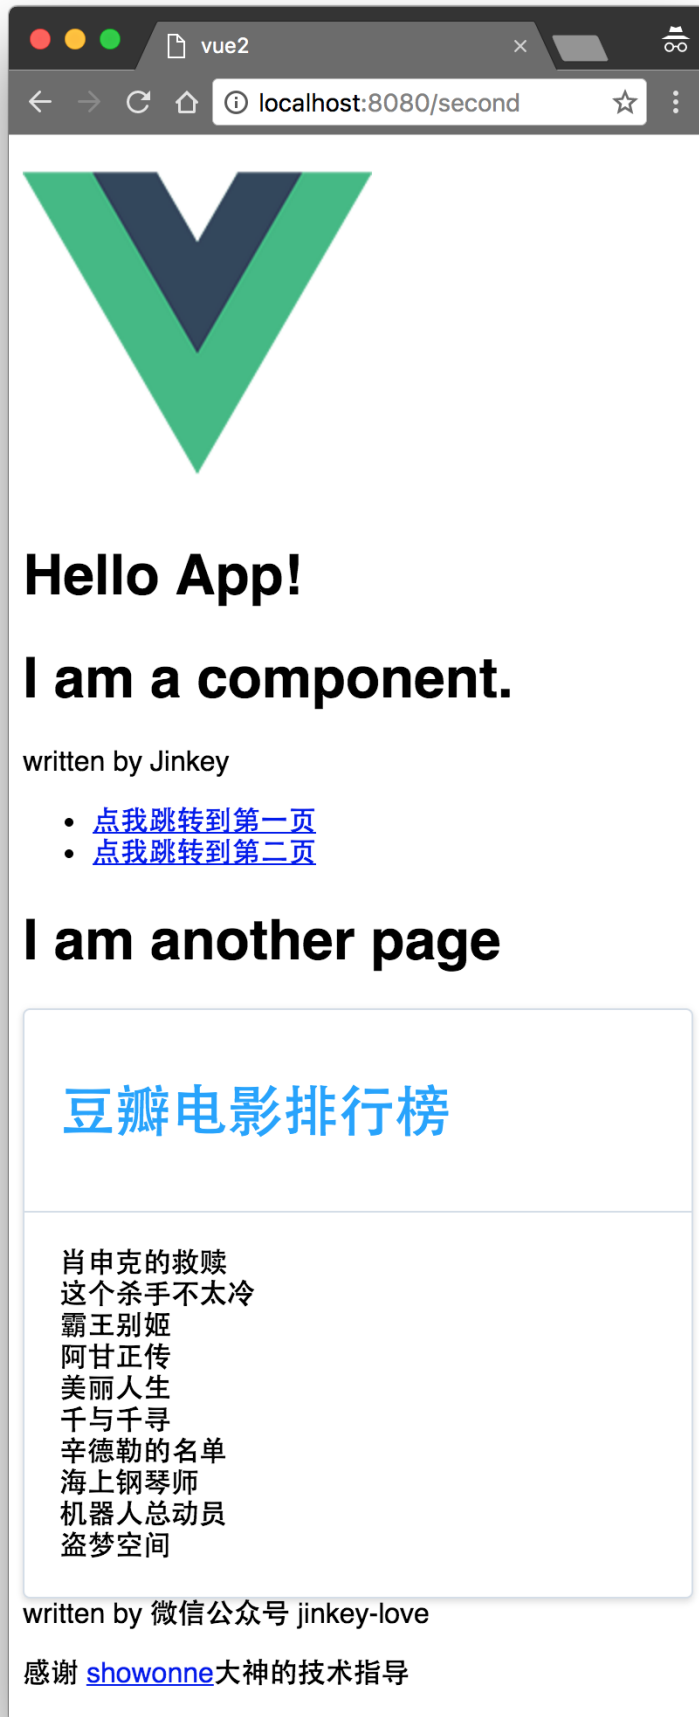 vue2
localhost:8080/second
Hello App!
I am a component.
written by Jinkey
点我跳转到第一页
点我跳转到第二页
I am another page
豆瓣电影排行榜
肖申克的救赎
这个杀手不太冷
霸王别姬
阿甘正传
美丽人生
千与千寻
辛德勒的名单
海上钢琴师
机器人总动员
盗梦空间
written by 微信公众号 jinkey-love
感谢 showonne大神的技术指导